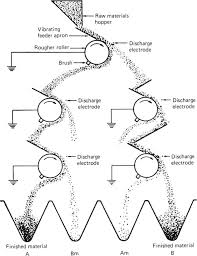 Raw materials
hopper
Vibrating
feeder apron
Rougher roller
Brush
Discharge
electrode
Discharge
electrode
Discharge
electrode
Discharge
electrode
Discharge
electrode
Finished material
A
Bm
Am
Finished material
B